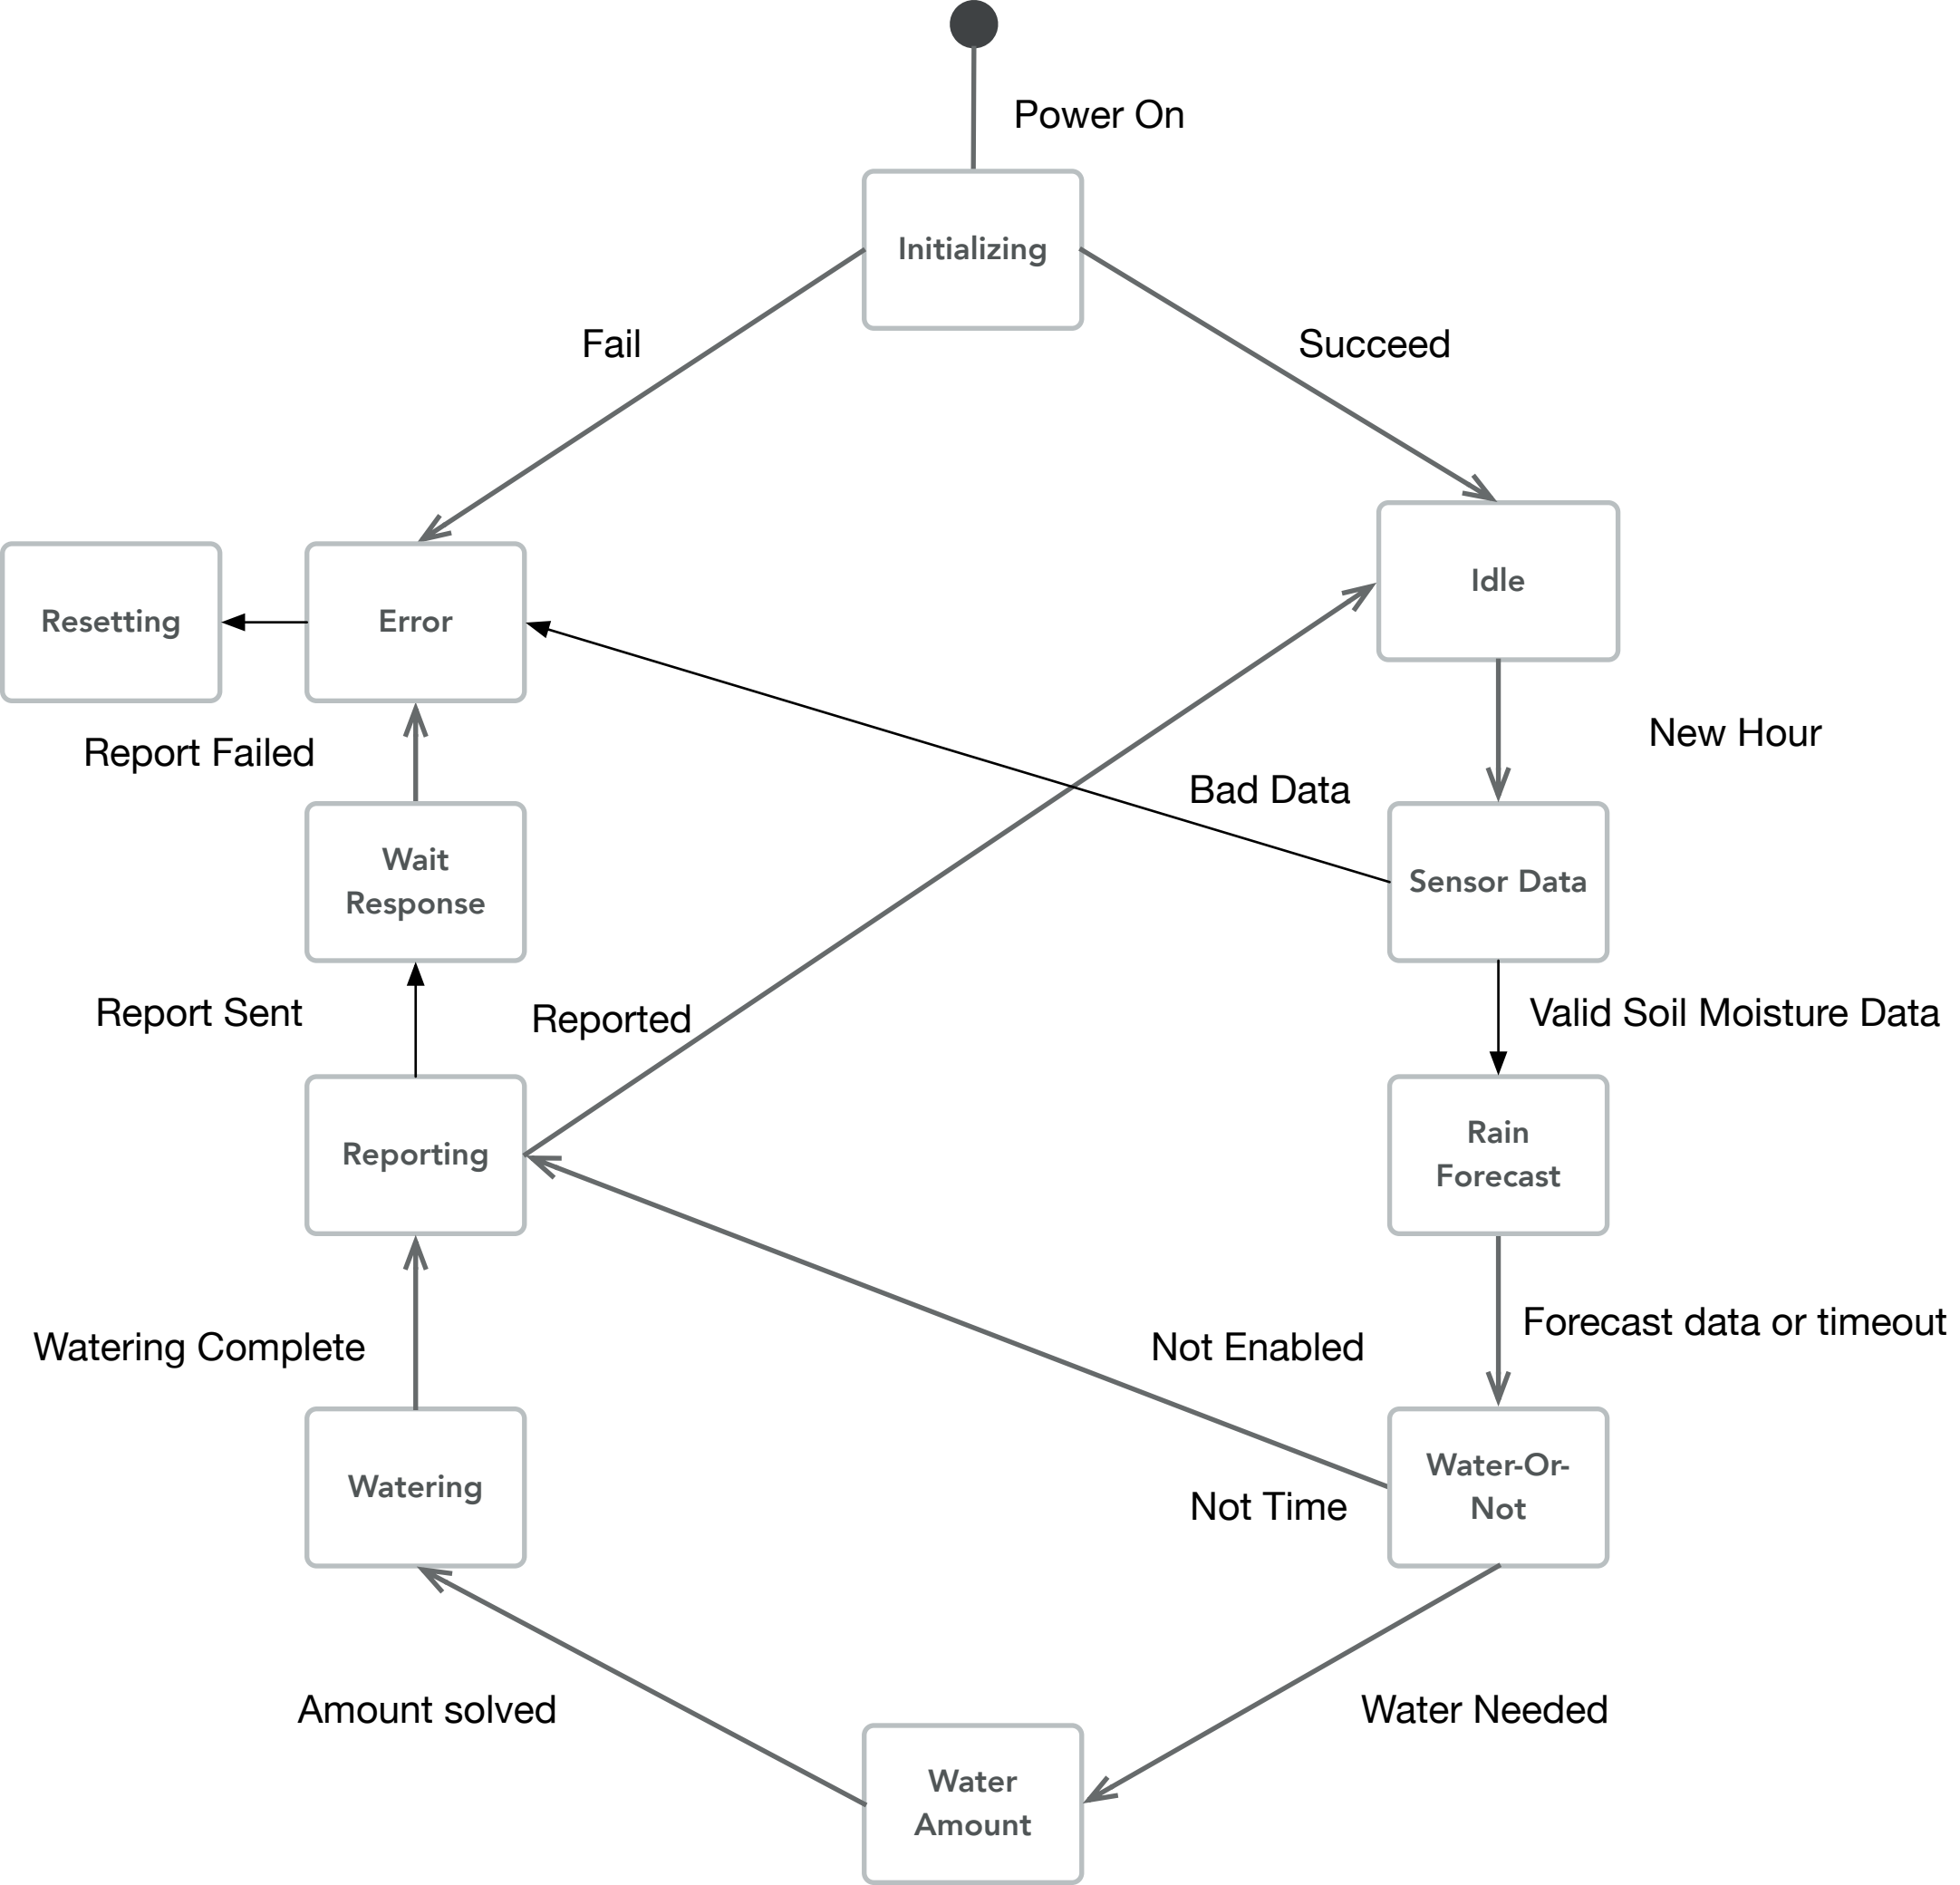 Power On
Initializing
Fail
Succeed
Idle
Resetting
Error
New Hour
Report Failed
Bad Data
Wait
Response
Sensor Data
Report Sent
Reported
Valid Soil Moisture Data
Reporting
Rain
Forecast
Forecast data or timeout
Watering Complete
Not Enabled
Watering
Water-Or-
Not
Not Time
Amount solved
Water Needed
Water
Amount